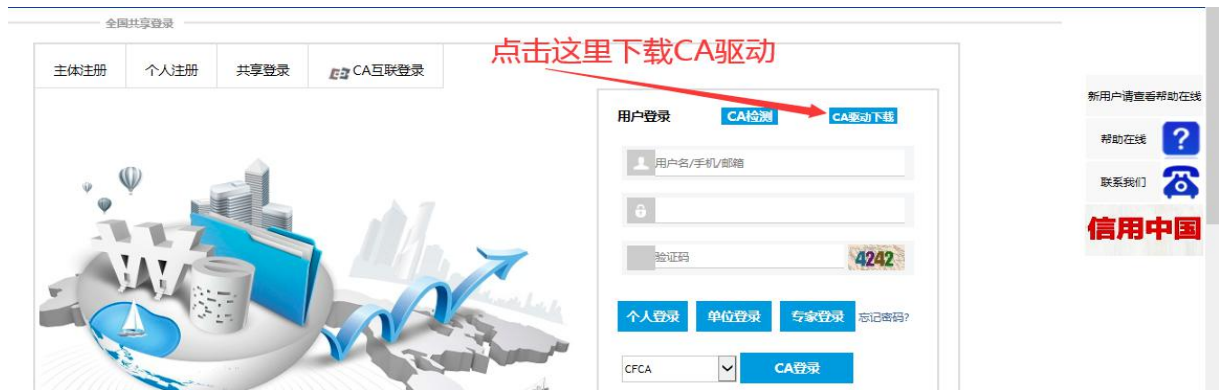 全国共享登录
点击这里下载CA驱动
主体注册 个人注册 共享登录 CA互联登录
新用户请查看帮助在线
用户登录 CA检测 CA驱动下载
帮助在线
用户名/手机/邮箱
联系我们
信用中国
验证码 4242
个人登录 单位登录 专家登录 忘记密码?
CFCA CA登录